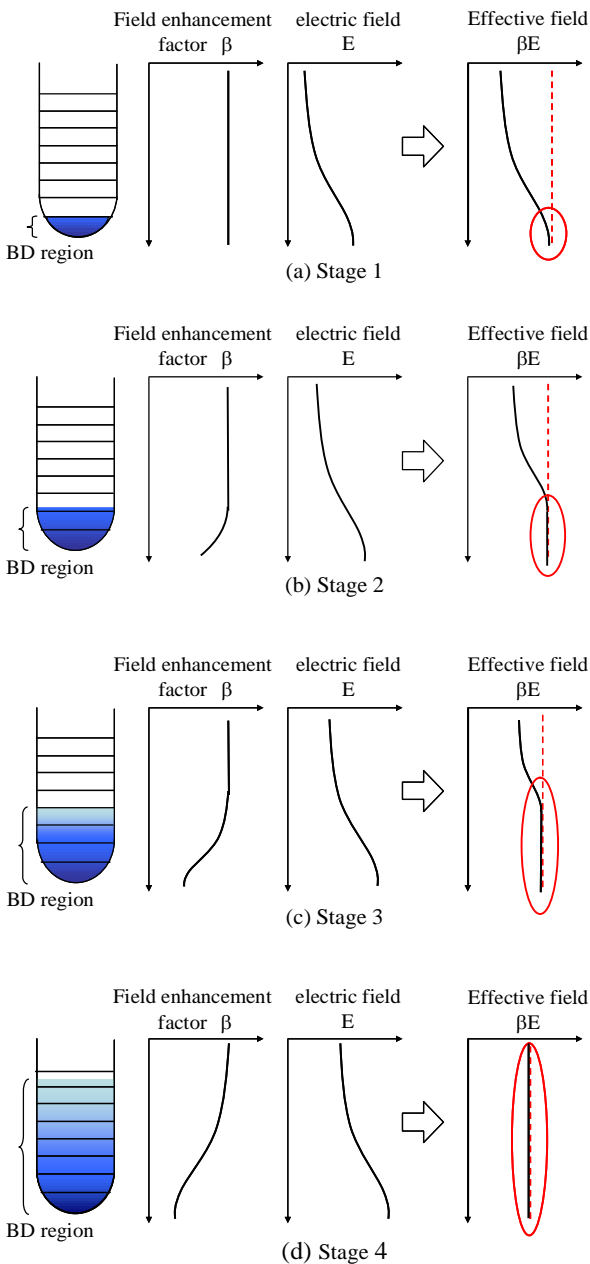 Field enhancement
factor β
electric field
E
Effective field
βE
BD region
(a) Stage 1
Field enhancement
factor β
electric field
E
Effective field
βE
BD region
(b) Stage 2
Field enhancement
factor β
electric field
E
Effective field
βE
BD region
(c) Stage 3
Field enhancement
factor β
electric field
E
Effective field
βE
BD region
(d) Stage 4